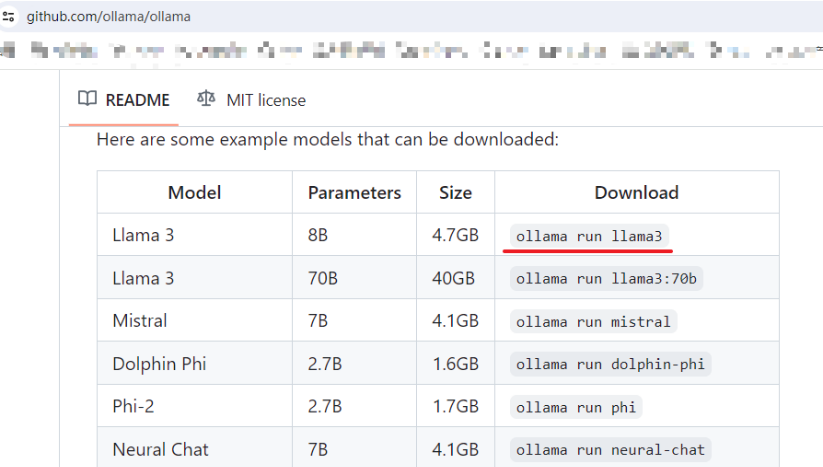 github.com/ollama/ollama
README MIT license
Here are some example models that can be downloaded:
Model Parameters Size Download
Llama 3 8B 4.7GB ollama run llama3
Llama 3 70B 40GB ollama run llama3:70b
Mistral 7B 4.1GB ollama run mistral
Dolphin Phi 2.7B 1.6GB ollama run dolphin-phi
Phi-2 2.7B 1.7GB ollama run phi
Neural Chat 7B 4.1GB ollama run neural-chat